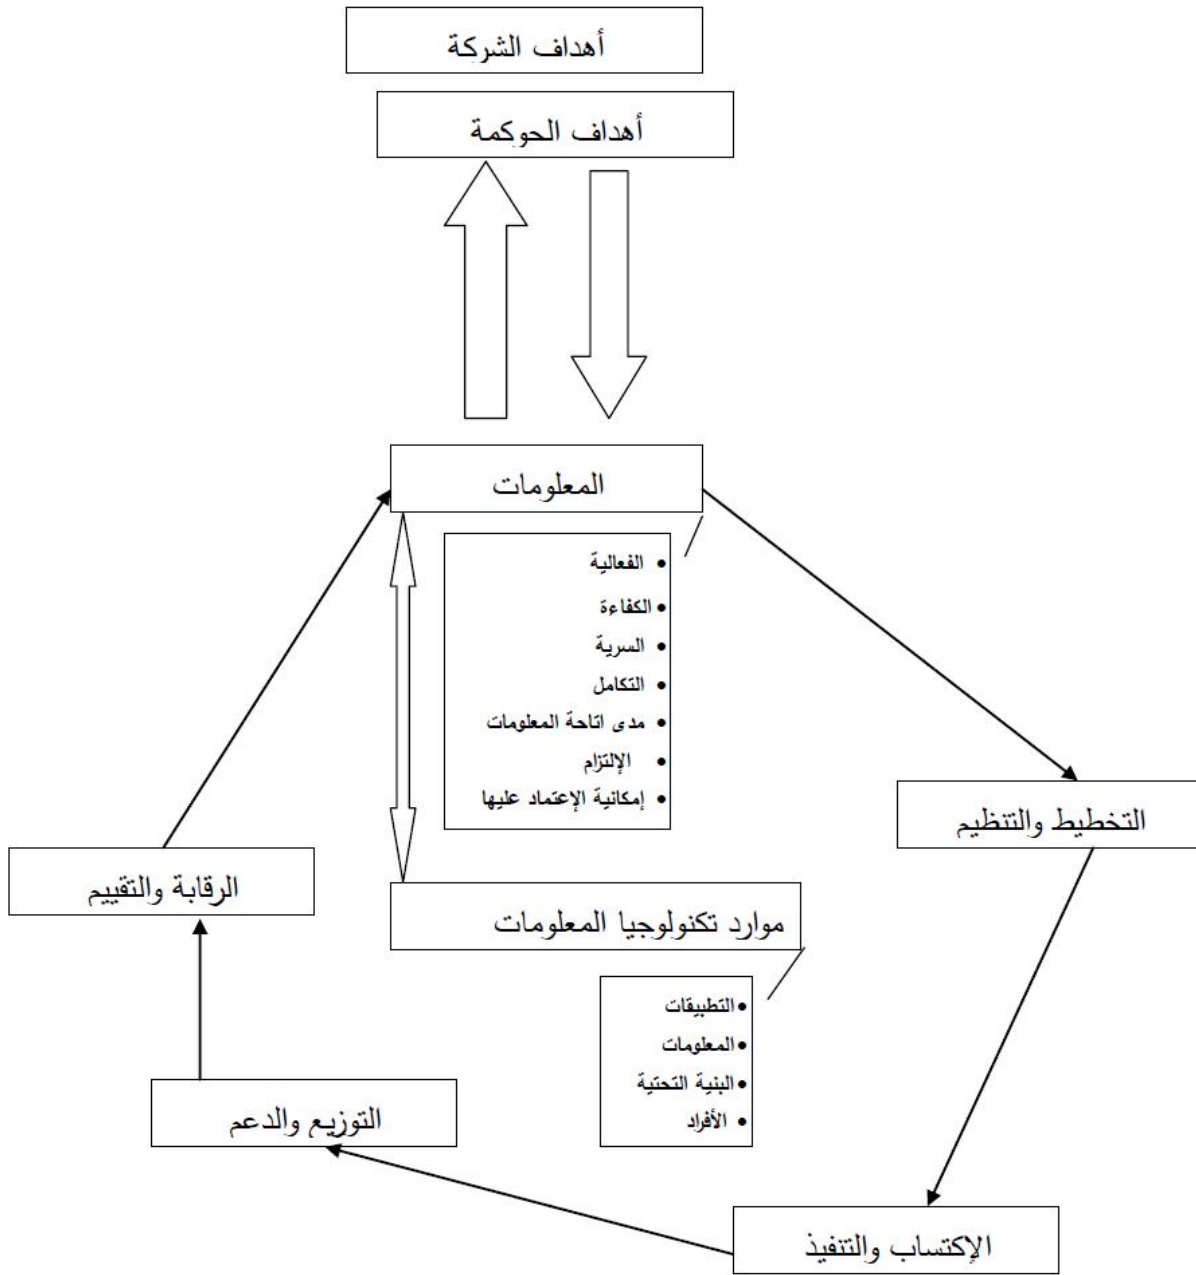 أهداف الشركة
أهداف الحوكمة
المعلومات
• الفعالية
• الكفاءة
• السرية
• التكامل
• مدى اتاحة المعلومات
• الإلتزام
• إمكانية الإعتماد عليها
التخطيط والتنظيم
الرقابة والتقييم
موارد تكنولوجيا المعلومات
• التطبيقات
• المعلومات
• البنية التحتية
• الأفراد
التوزيع والدعم
الإكتساب والتنفيذ